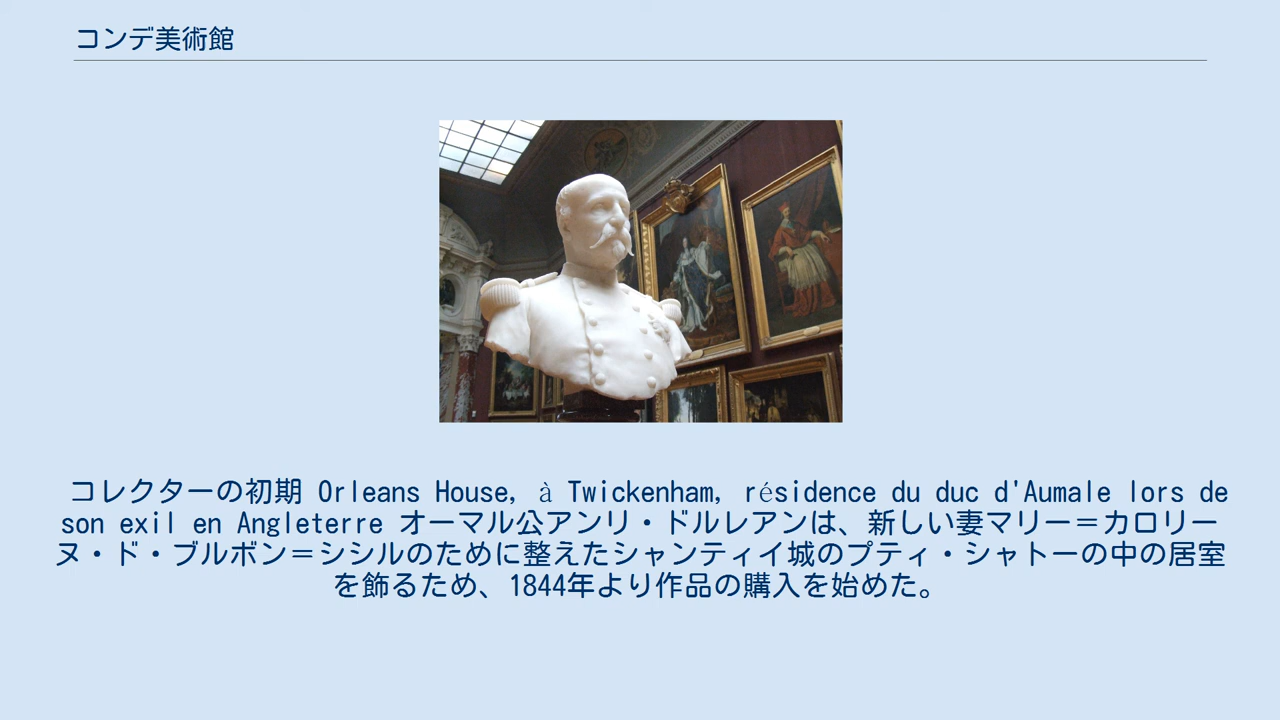 コンデ美術館
コレクターの初期 Orleans House, à Twickenham, résidence du duc d'Aumale lors de
son exil en Angleterre オーマル公アンリ・ドルレアンは、新しい妻マリー＝カロリー
ヌ・ド・ブルボン＝シシルのために整えたシャンティイ城のプティ・シャトーの中の居室
を飾るため、1844年より作品の購入を始めた。